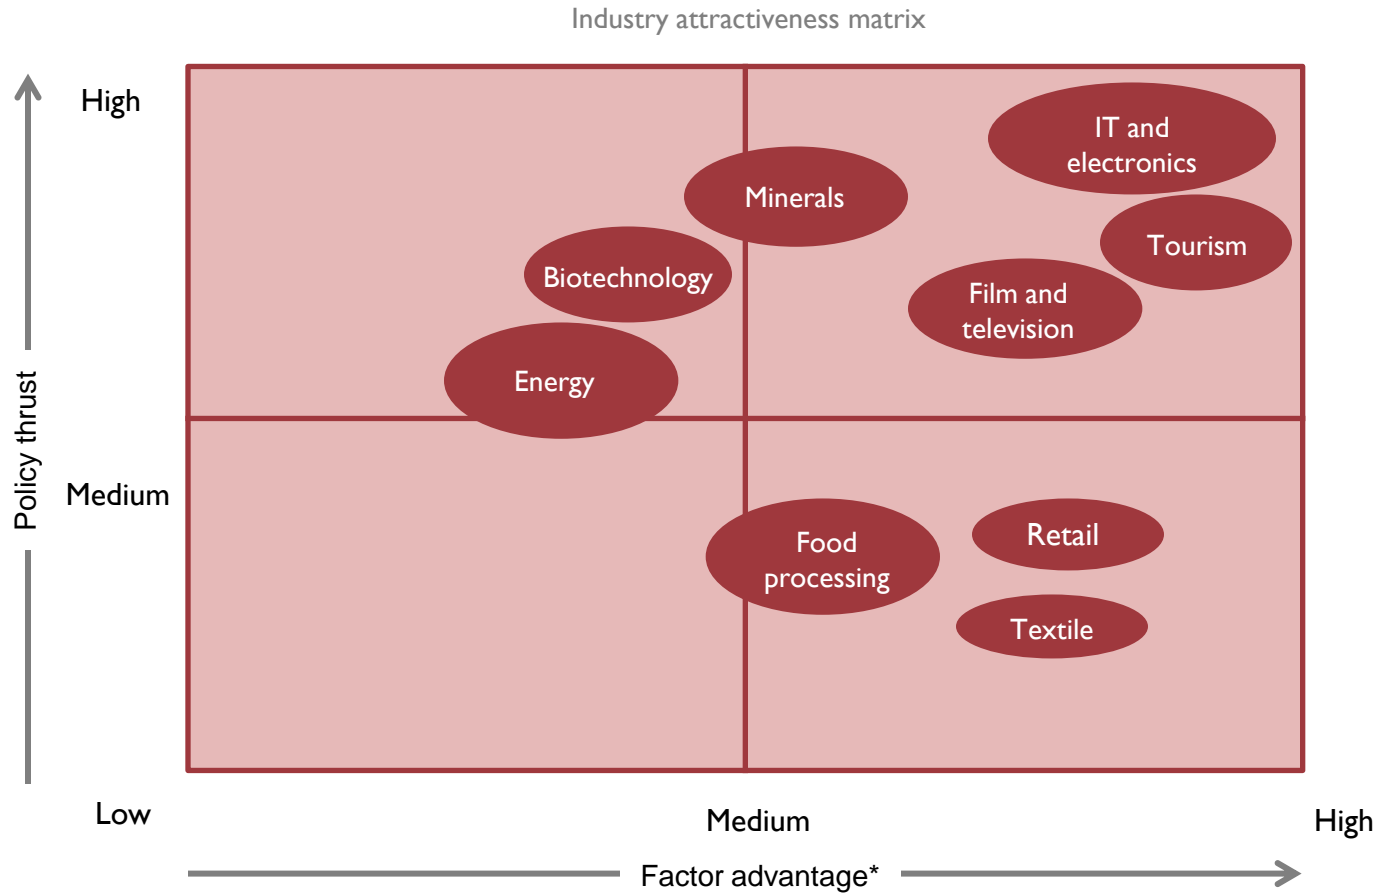 Industry attractiveness matrix
High
IT and
electronics
Minerals
Tourism
Biotechnology
Film and
television
Energy
Policy thrust
Medium
Retail
Food
processing
Textile
Low
Medium
High
Factor advantage*